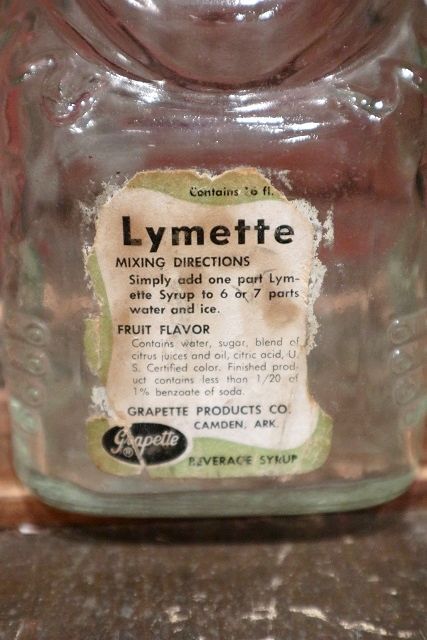 Contains 6 fl.
Lymette
MIXING DIRECTIONS
Simply add one part Lym-
ette Syrup to 6 or 7 parts
water and ice.
FRUIT FLAVOR
Contains water, sugar, blend of
citrus juices and oil, citric acid, U.
S. Certified color. Finished prod-
uct contains less than 1/20 of
1% benzoate of soda.
GRAPETTE PRODUCTS CO.
CAMDEN, ARK.
Grapette
®
BEVERAGE SYRUP